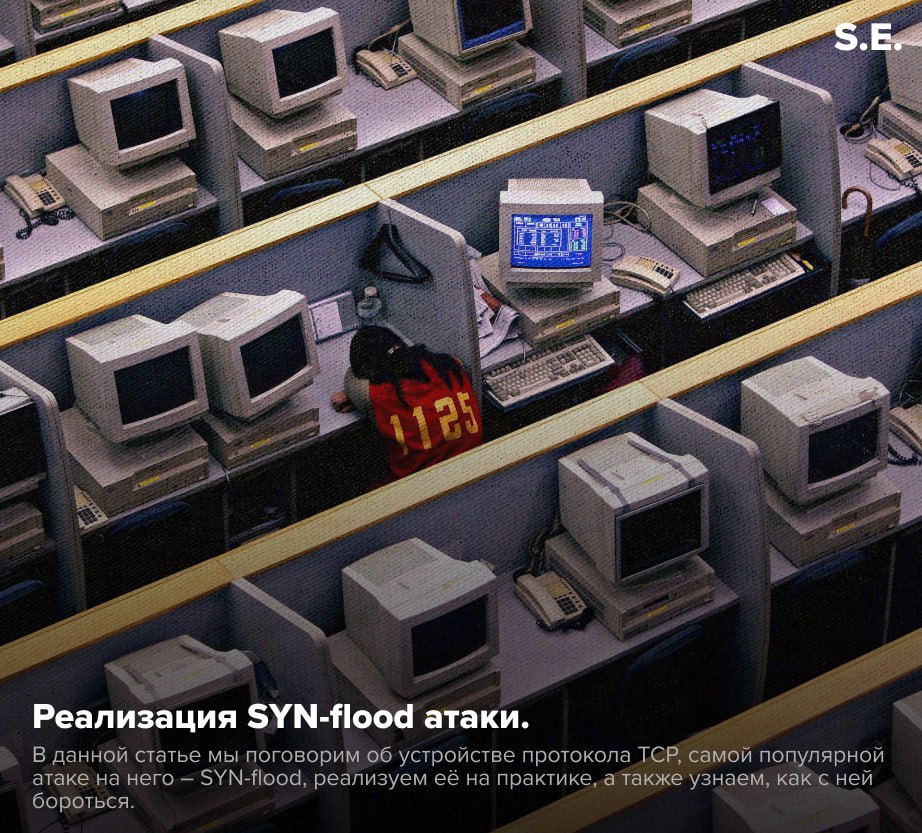 S.E.
1125
Реализация SYN-flood атаки.
В данной статье мы поговорим об устройстве протокола TCP, самой популярной
атаке на него – SYN-flood, реализуем её на практике, а также узнаем, как с ней
бороться.